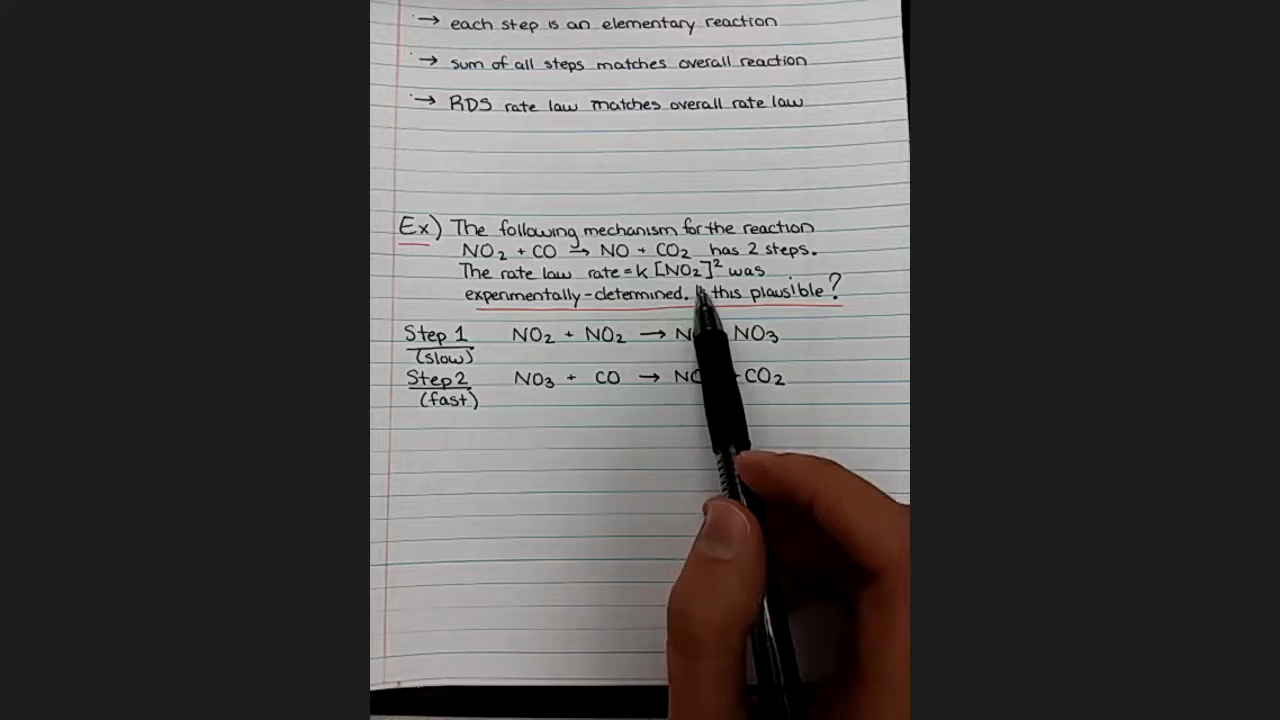 → each step is an elementary reaction
→ sum of all steps matches overall reaction
→ RDS rate law matches overall rate law
Ex) The following mechanism for the reaction
NO₂ + CO → NO + CO₂ has 2 steps.
The rate law rate = k [NO₂]² was
experimentally-determined. this plausible?
Step 1 NO₂ + NO₂ → NO₃
(slow)
Step 2 NO₃ + CO → + CO₂
(fast)